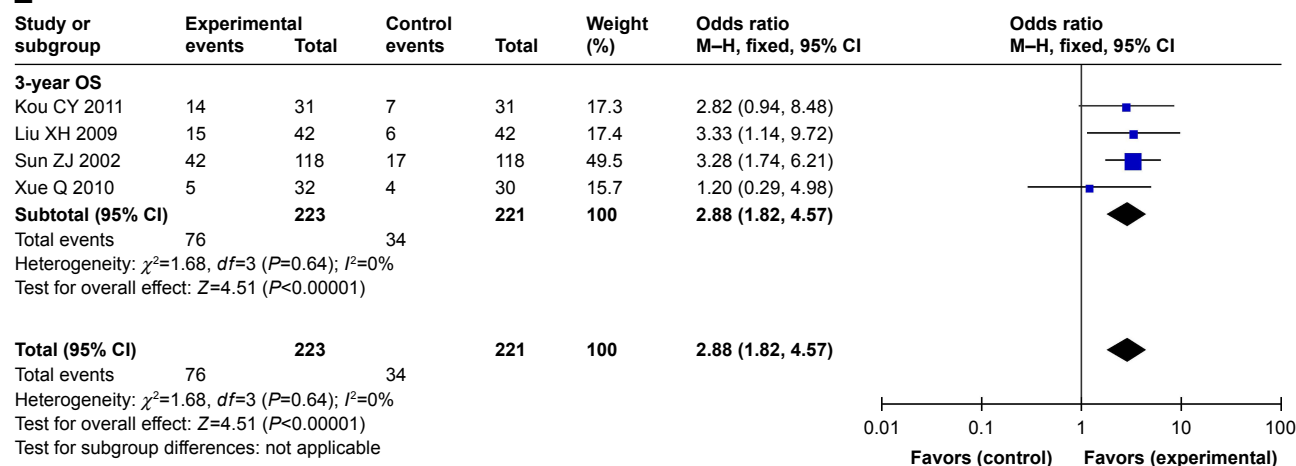 Study or subgroup Experimental events Total Control events Total Weight (%) Odds ratio M–H, fixed, 95% CI Odds ratio M–H, fixed, 95% CI
3-year OS
Kou CY 2011 14 31 7 31 17.3 2.82 (0.94, 8.48)
Liu XH 2009 15 42 6 42 17.4 3.33 (1.14, 9.72)
Sun ZJ 2002 42 118 17 118 49.5 3.28 (1.74, 6.21)
Xue Q 2010 5 32 4 30 15.7 1.20 (0.29, 4.98)
Subtotal (95% CI) 223 221 100 2.88 (1.82, 4.57)
Total events 76 34
Heterogeneity: χ²=1.68, df=3 (P=0.64); I²=0%
Test for overall effect: Z=4.51 (P<0.00001)
Total (95% CI) 223 221 100 2.88 (1.82, 4.57)
Total events 76 34
Heterogeneity: χ²=1.68, df=3 (P=0.64); I²=0%
Test for overall effect: Z=4.51 (P<0.00001)
Test for subgroup differences: not applicable
0.01 0.1 1 10 100
Favors (control) Favors (experimental)